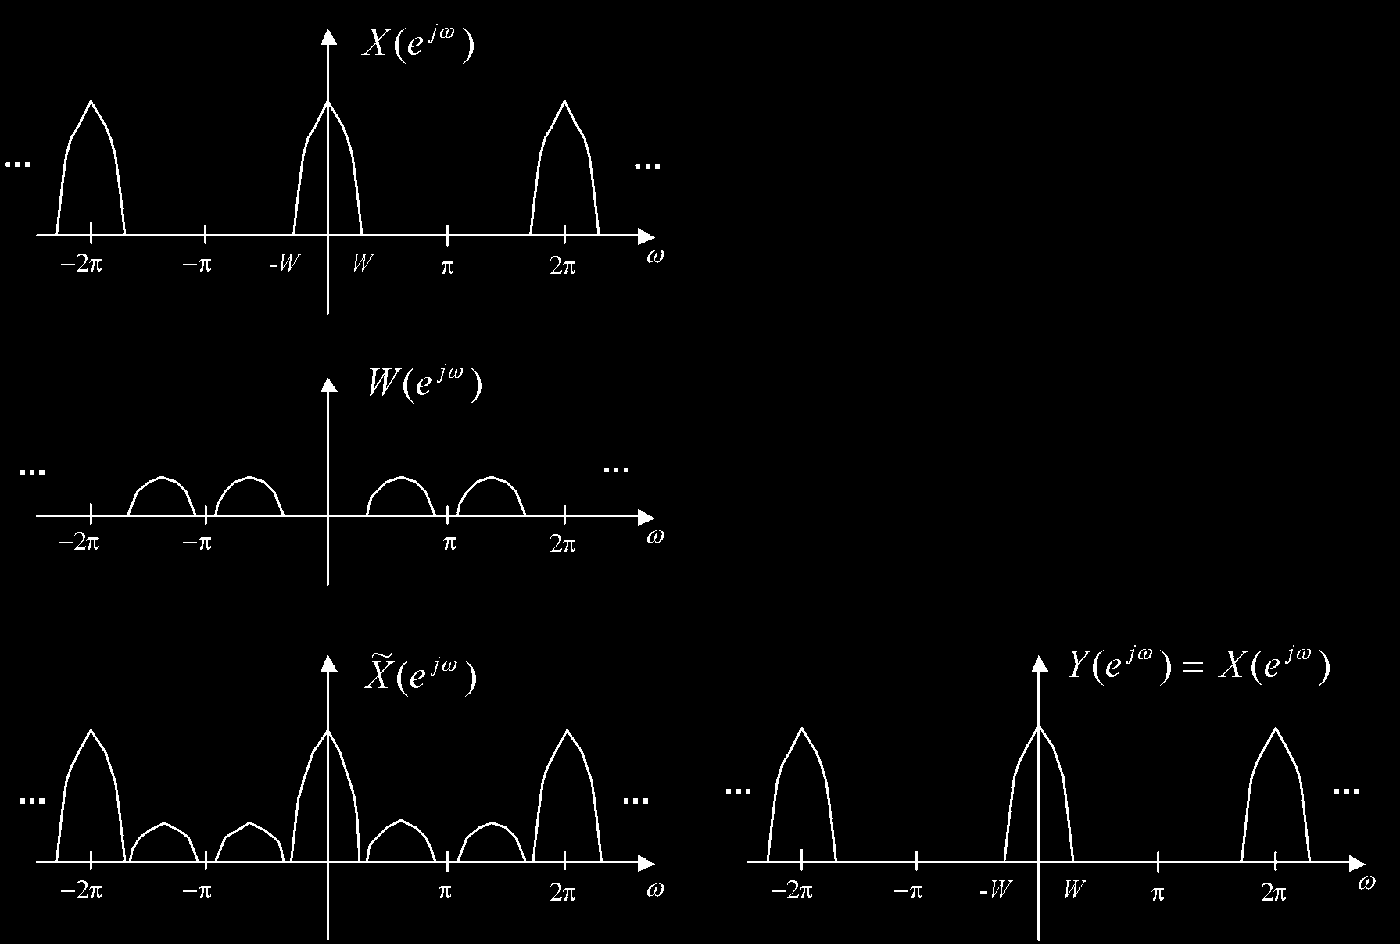 X(e^{jω})
... ...
−2π −π -W W π 2π ω
W(e^{jω})
... ...
−2π −π π 2π ω
X̃(e^{jω})
... ...
−2π −π π 2π ω
Y(e^{jω}) = X(e^{jω})
... ...
−2π −π -W W π 2π ω